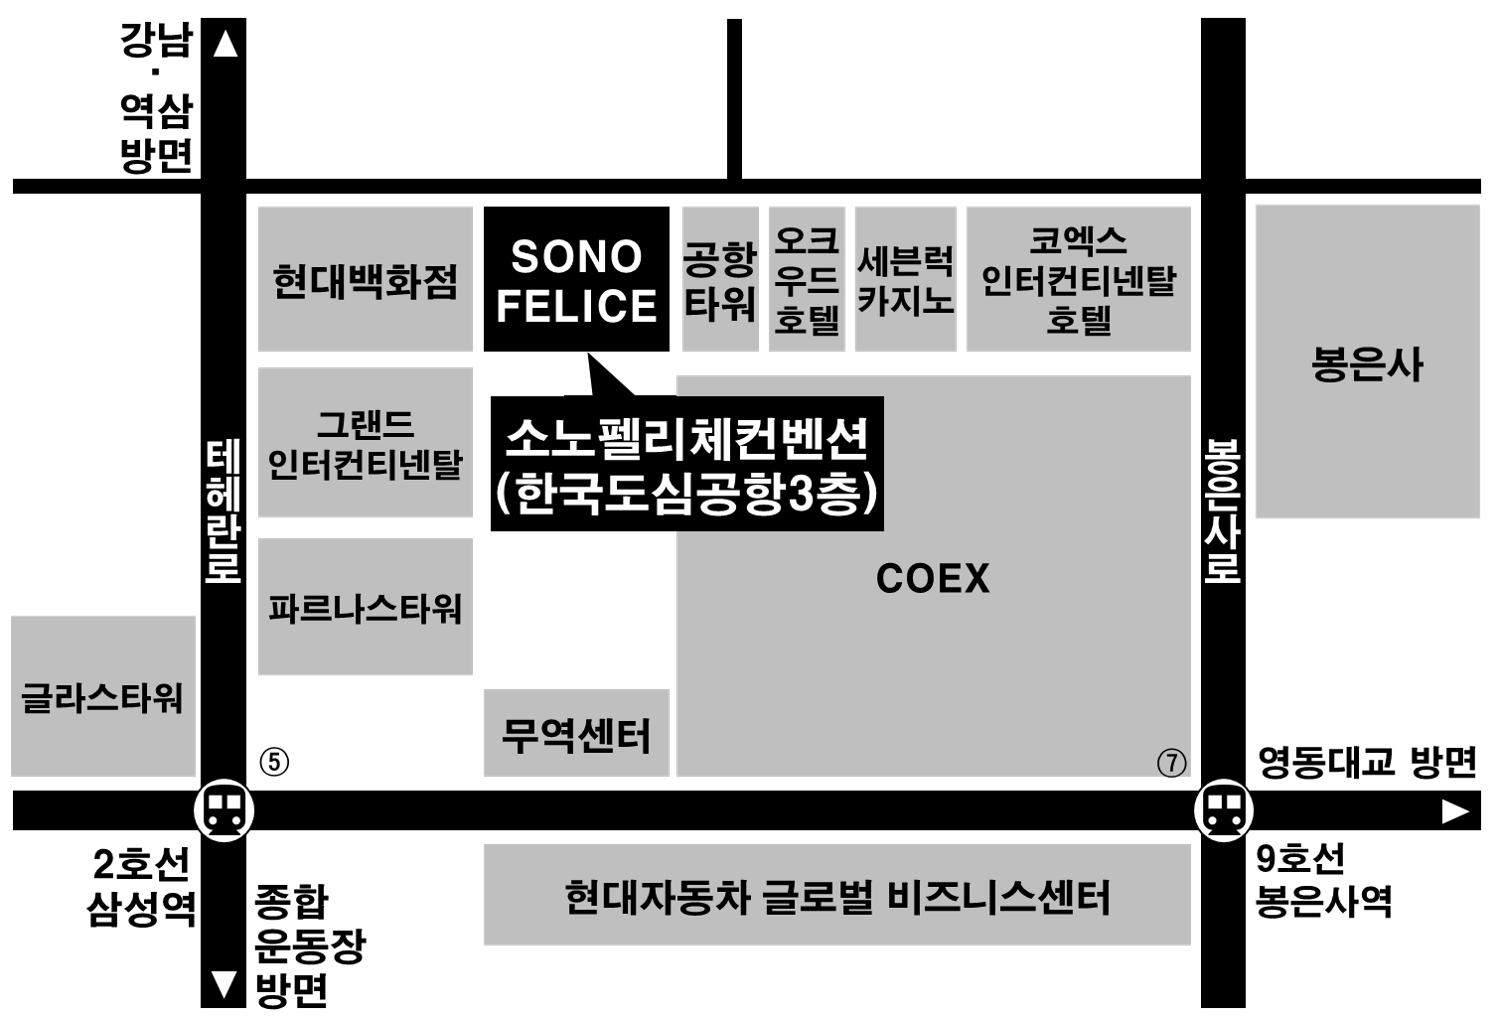 강남
·
역삼
방면
현대백화점
SONO
FELICE
공항
타워
오크
우드
호텔
세븐럭
카지노
코엑스
인터컨티넨탈
호텔
봉은사
그랜드
인터컨티넨탈
소노펠리체컨벤션
(한국도심공항3층)
테헤란로
봉은사로
COEX
파르나스타워
글라스타워
무역센터
⑤
⑦
영동대교 방면
2호선
삼성역
종합
운동장
방면
현대자동차 글로벌 비즈니스센터
9호선
봉은사역